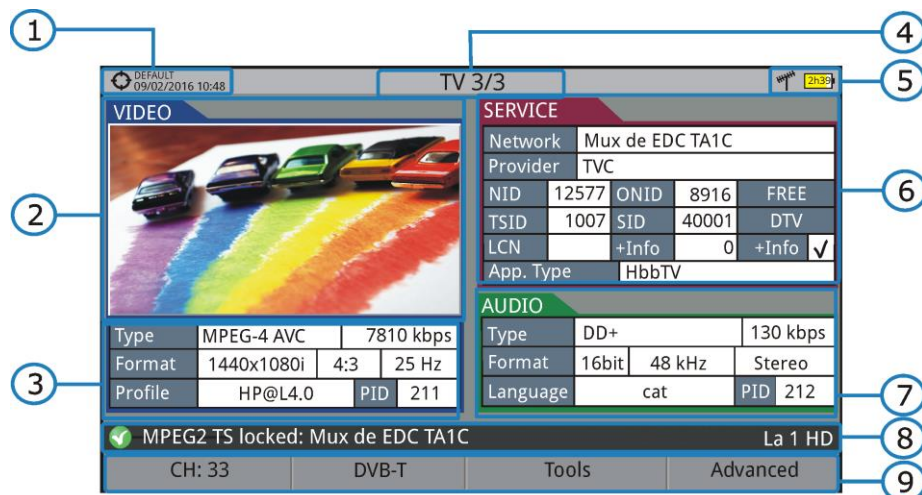 1
4
DEFAULT
09/02/2016 10:48
TV 3/3
2h39
5
VIDEO
2
SERVICE
Network Mux de EDC TA1C
Provider TVC
NID 12577 ONID 8916 FREE
TSID 1007 SID 40001 DTV
LCN +Info 0 +Info √
App. Type HbbTV
6
Type MPEG-4 AVC 7810 kbps
Format 1440x1080i 4:3 25 Hz
Profile HP@L4.0 PID 211
3
AUDIO
Type DD+ 130 kbps
Format 16bit 48 kHz Stereo
Language cat PID 212
7
MPEG2 TS locked: Mux de EDC TA1C La 1 HD
8
CH: 33 DVB-T Tools Advanced
9